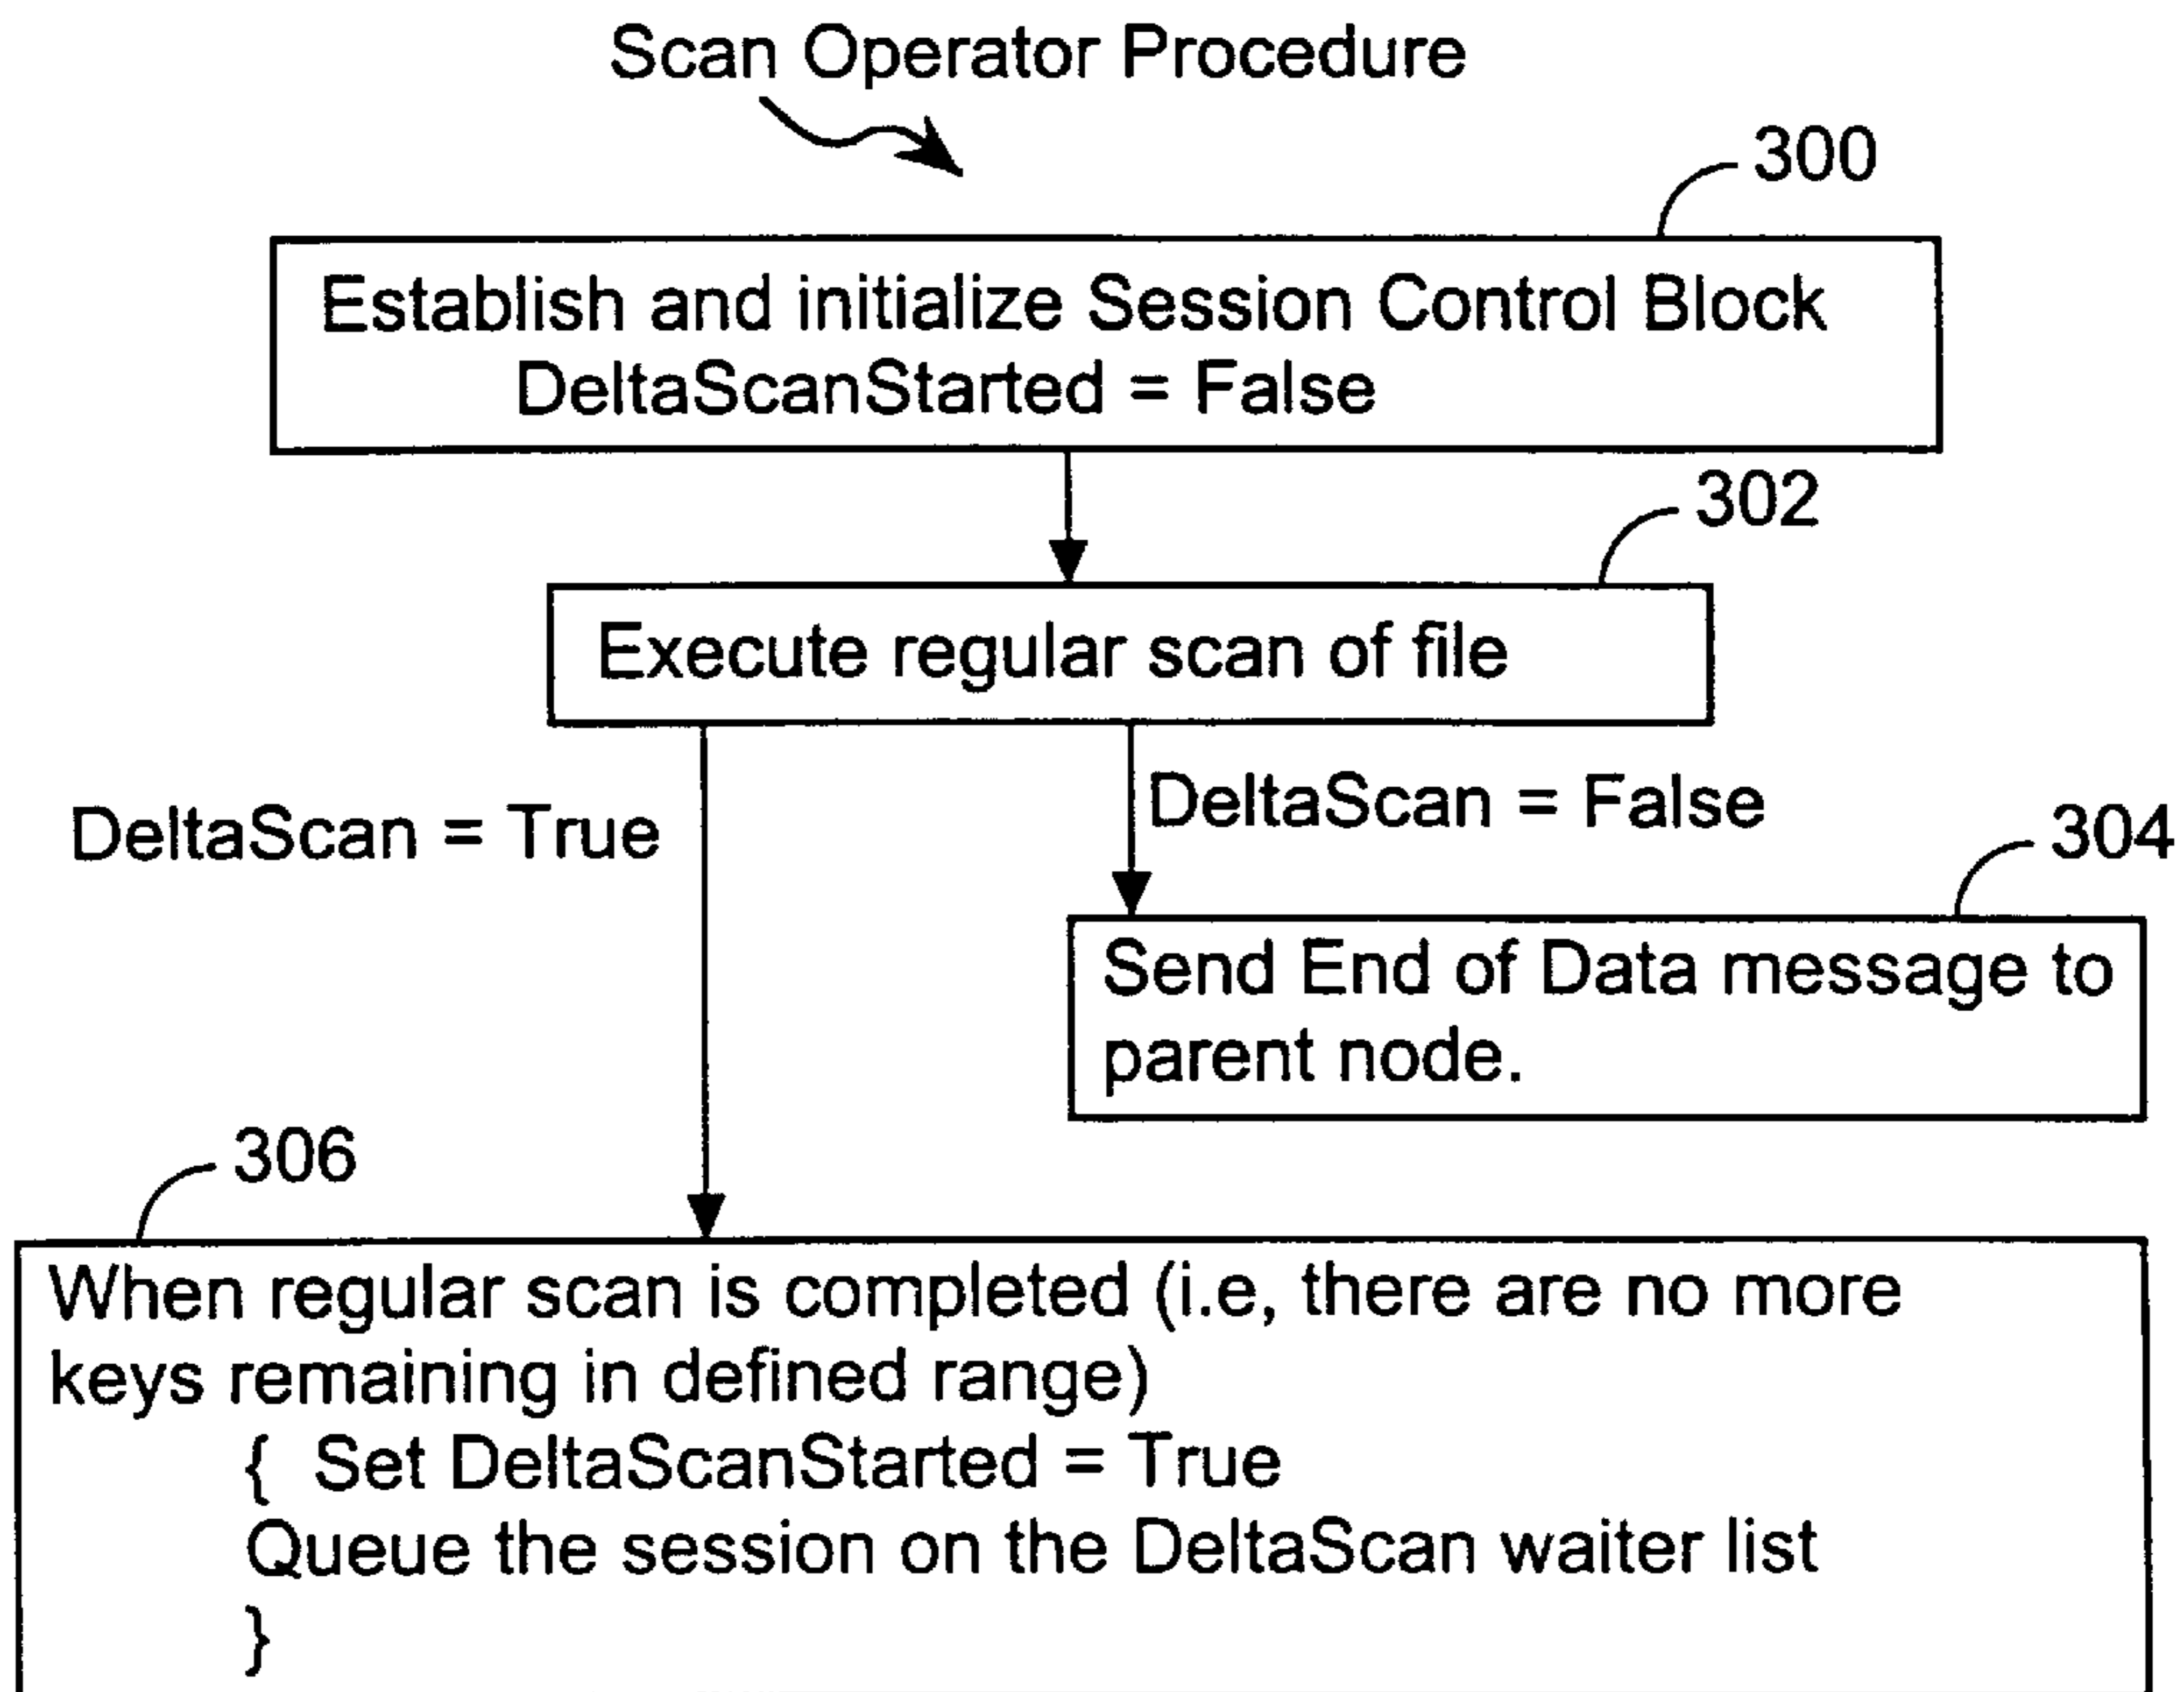 Scan Operator Procedure
300
Establish and initialize Session Control Block
DeltaScanStarted = False
302
Execute regular scan of file
DeltaScan = True
DeltaScan = False
304
Send End of Data message to
parent node.
306
When regular scan is completed (i.e, there are no more
keys remaining in defined range)
{ Set DeltaScanStarted = True
Queue the session on the DeltaScan waiter list
}